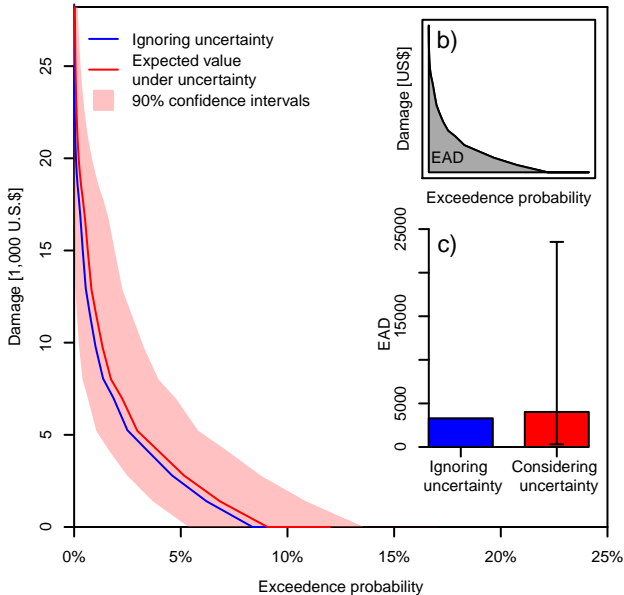 Ignoring uncertainty
Expected value
under uncertainty
90% confidence intervals
Damage [1,000 U.S.$]
0
5
10
15
20
25
0%
5%
10%
15%
20%
25%
Exceedence probability
b)
Damage [US$]
EAD
Exceedence probability
c)
EAD
0
5000
15000
25000
Ignoring
uncertainty
Considering
uncertainty